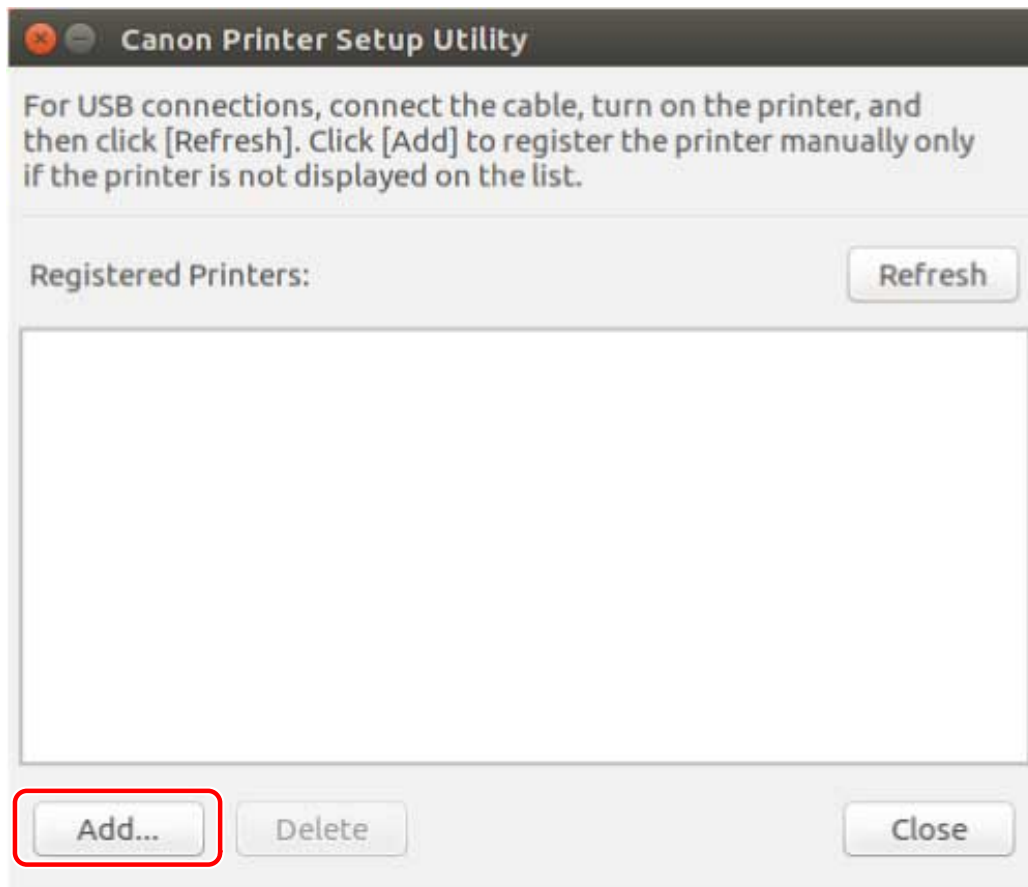 Canon Printer Setup Utility
For USB connections, connect the cable, turn on the printer, and
then click [Refresh]. Click [Add] to register the printer manually only
if the printer is not displayed on the list.
Registered Printers:
Refresh
Add...
Delete
Close